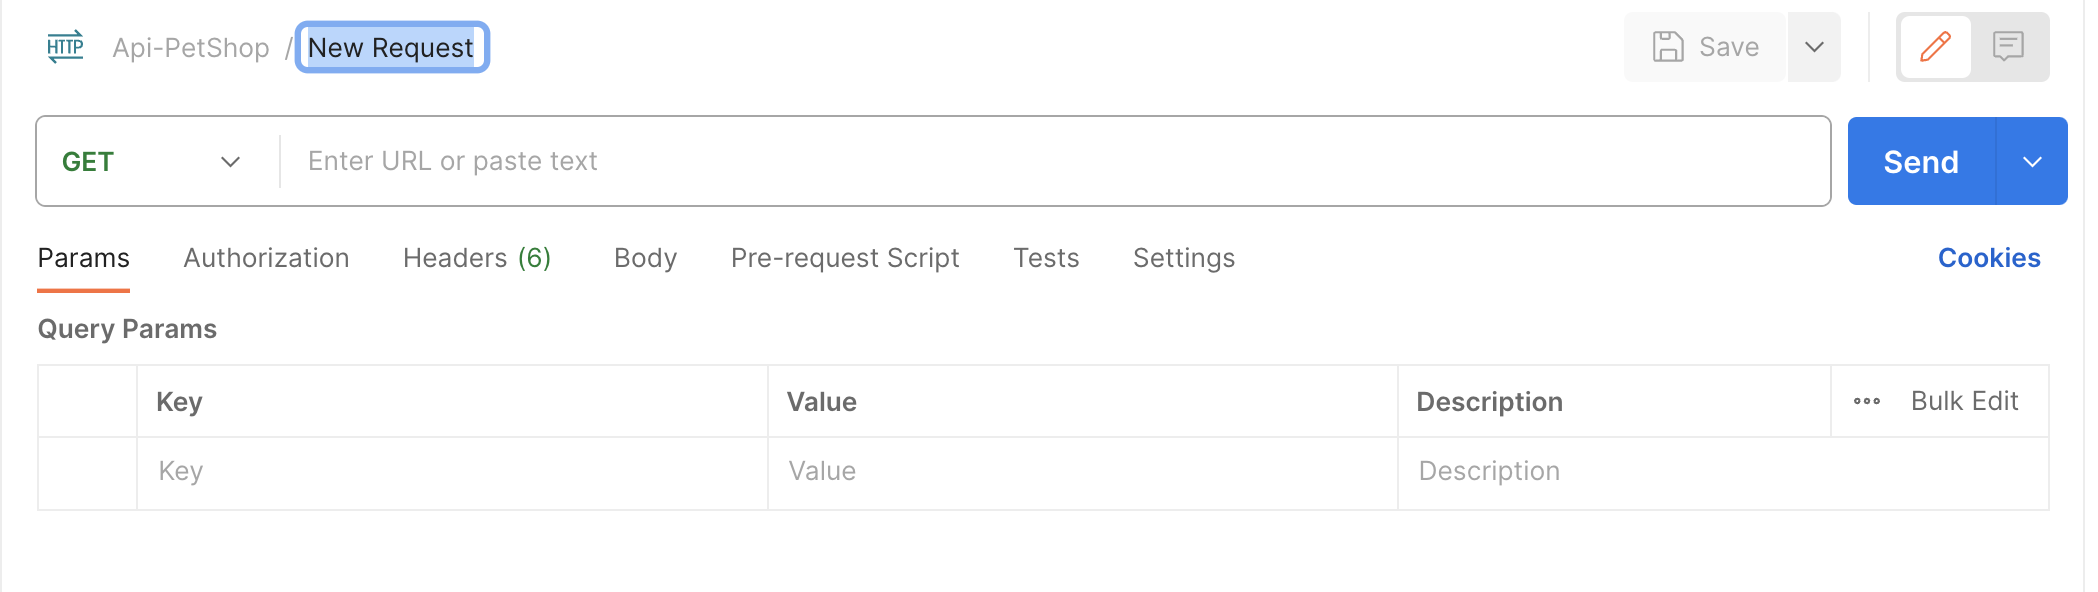 HTTP Api-PetShop / New Request Save
GET Enter URL or paste text Send
Params Authorization Headers (6) Body Pre-request Script Tests Settings Cookies
Query Params
Key Value Description Bulk Edit
Key Value Description